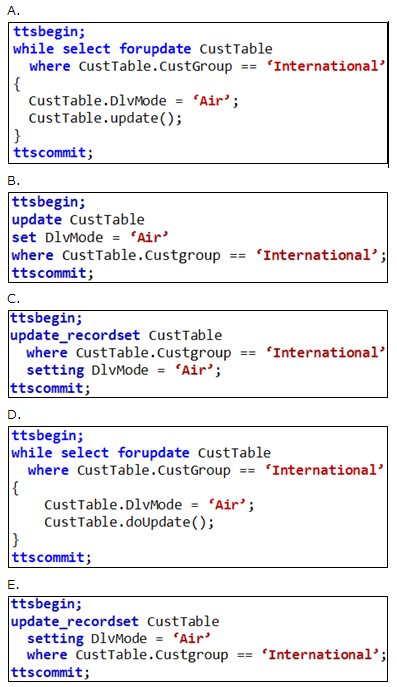 A.
ttsbegin;
while select forupdate CustTable
where CustTable.CustGroup == ‘International’
{
CustTable.DlvMode = ‘Air’;
CustTable.update();
}
ttscommit;
B.
ttsbegin;
update CustTable
set DlvMode = ‘Air’
where CustTable.Custgroup == ‘International’;
ttscommit;
C.
ttsbegin;
update_recordset CustTable
where CustTable.Custgroup == ‘International’
setting DlvMode = ‘Air’;
ttscommit;
D.
ttsbegin;
while select forupdate CustTable
where CustTable.CustGroup == ‘International’
{
CustTable.DlvMode = ‘Air’;
CustTable.doUpdate();
}
ttscommit;
E.
ttsbegin;
update_recordset CustTable
setting DlvMode = ‘Air’
where CustTable.Custgroup == ‘International’;
ttscommit;